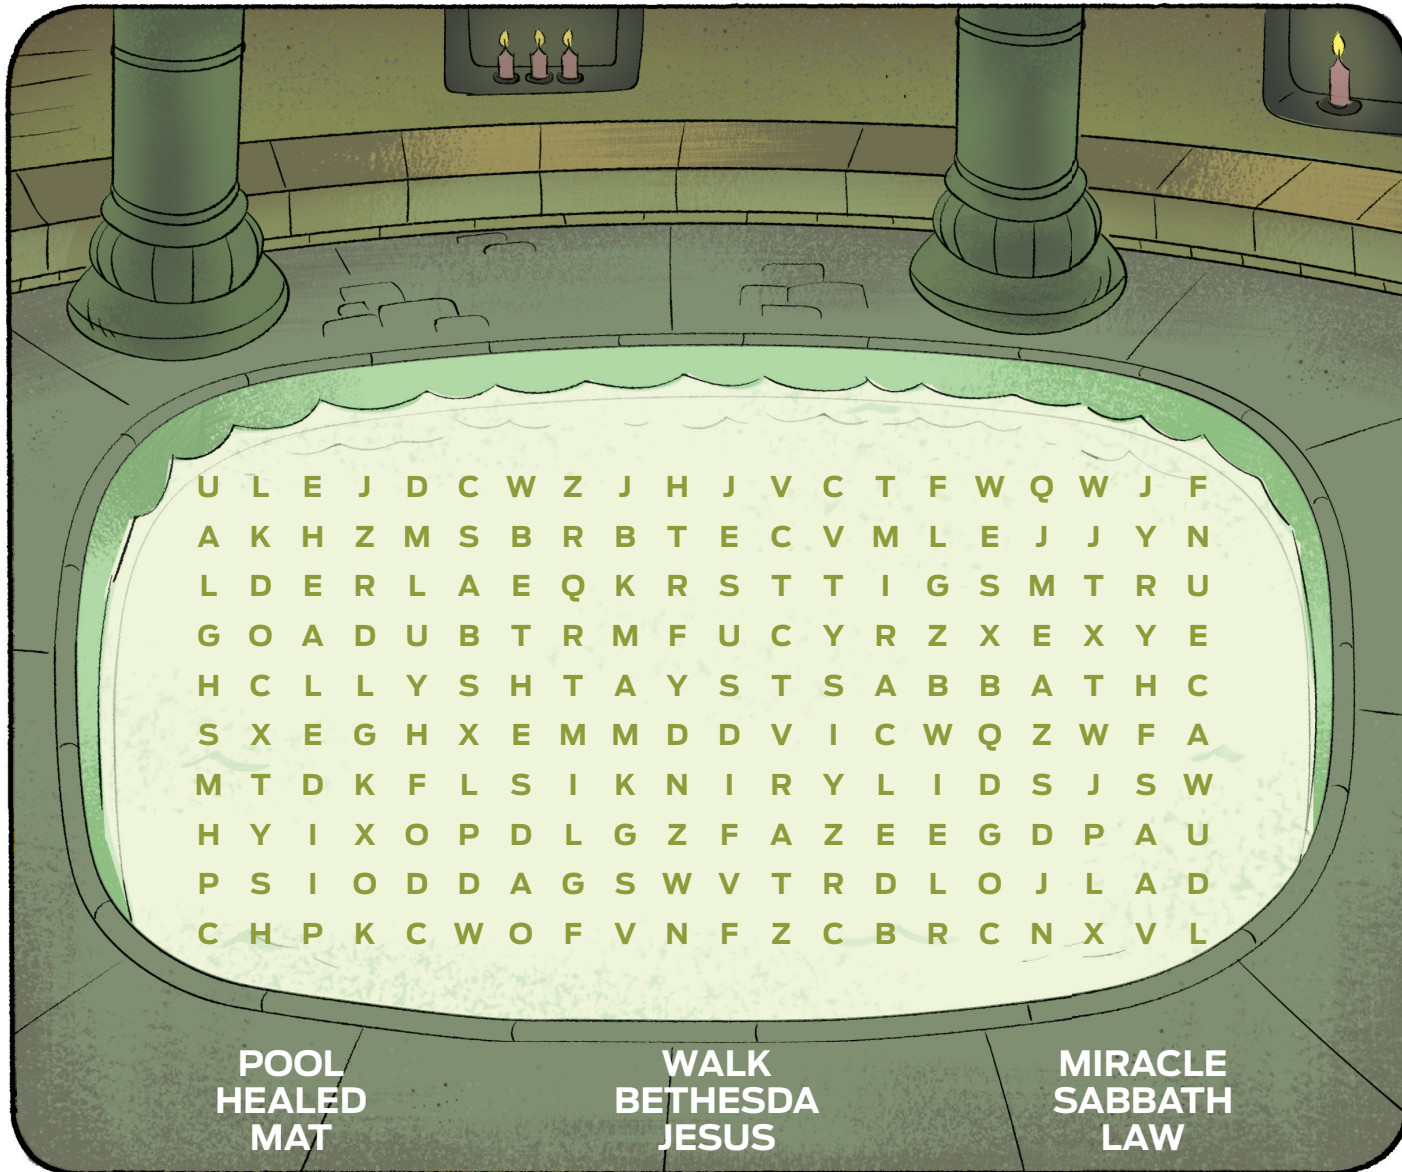 U L E J D C W Z J H J V C T F W Q W J F
A K H Z M S B R B T E C V M L E J J Y N
L D E R L A E Q K R S T T I G S M T R U
G O A D U B T R M F U C Y R Z X E X Y E
H C L L Y S H T A Y S T S A B B A T H C
S X E G H X E M M D D V I C W Q Z W F A
M T D K F L S I K N I R Y L I D S J S W
H Y I X O P D L G Z F A Z E E G D P A U
P S I O D D A G S W V T R D L O J L A D
C H P K C W O F V N F Z C B R C N X V L
POOL WALK MIRACLE
HEALED BETHESDA SABBATH
MAT JESUS LAW